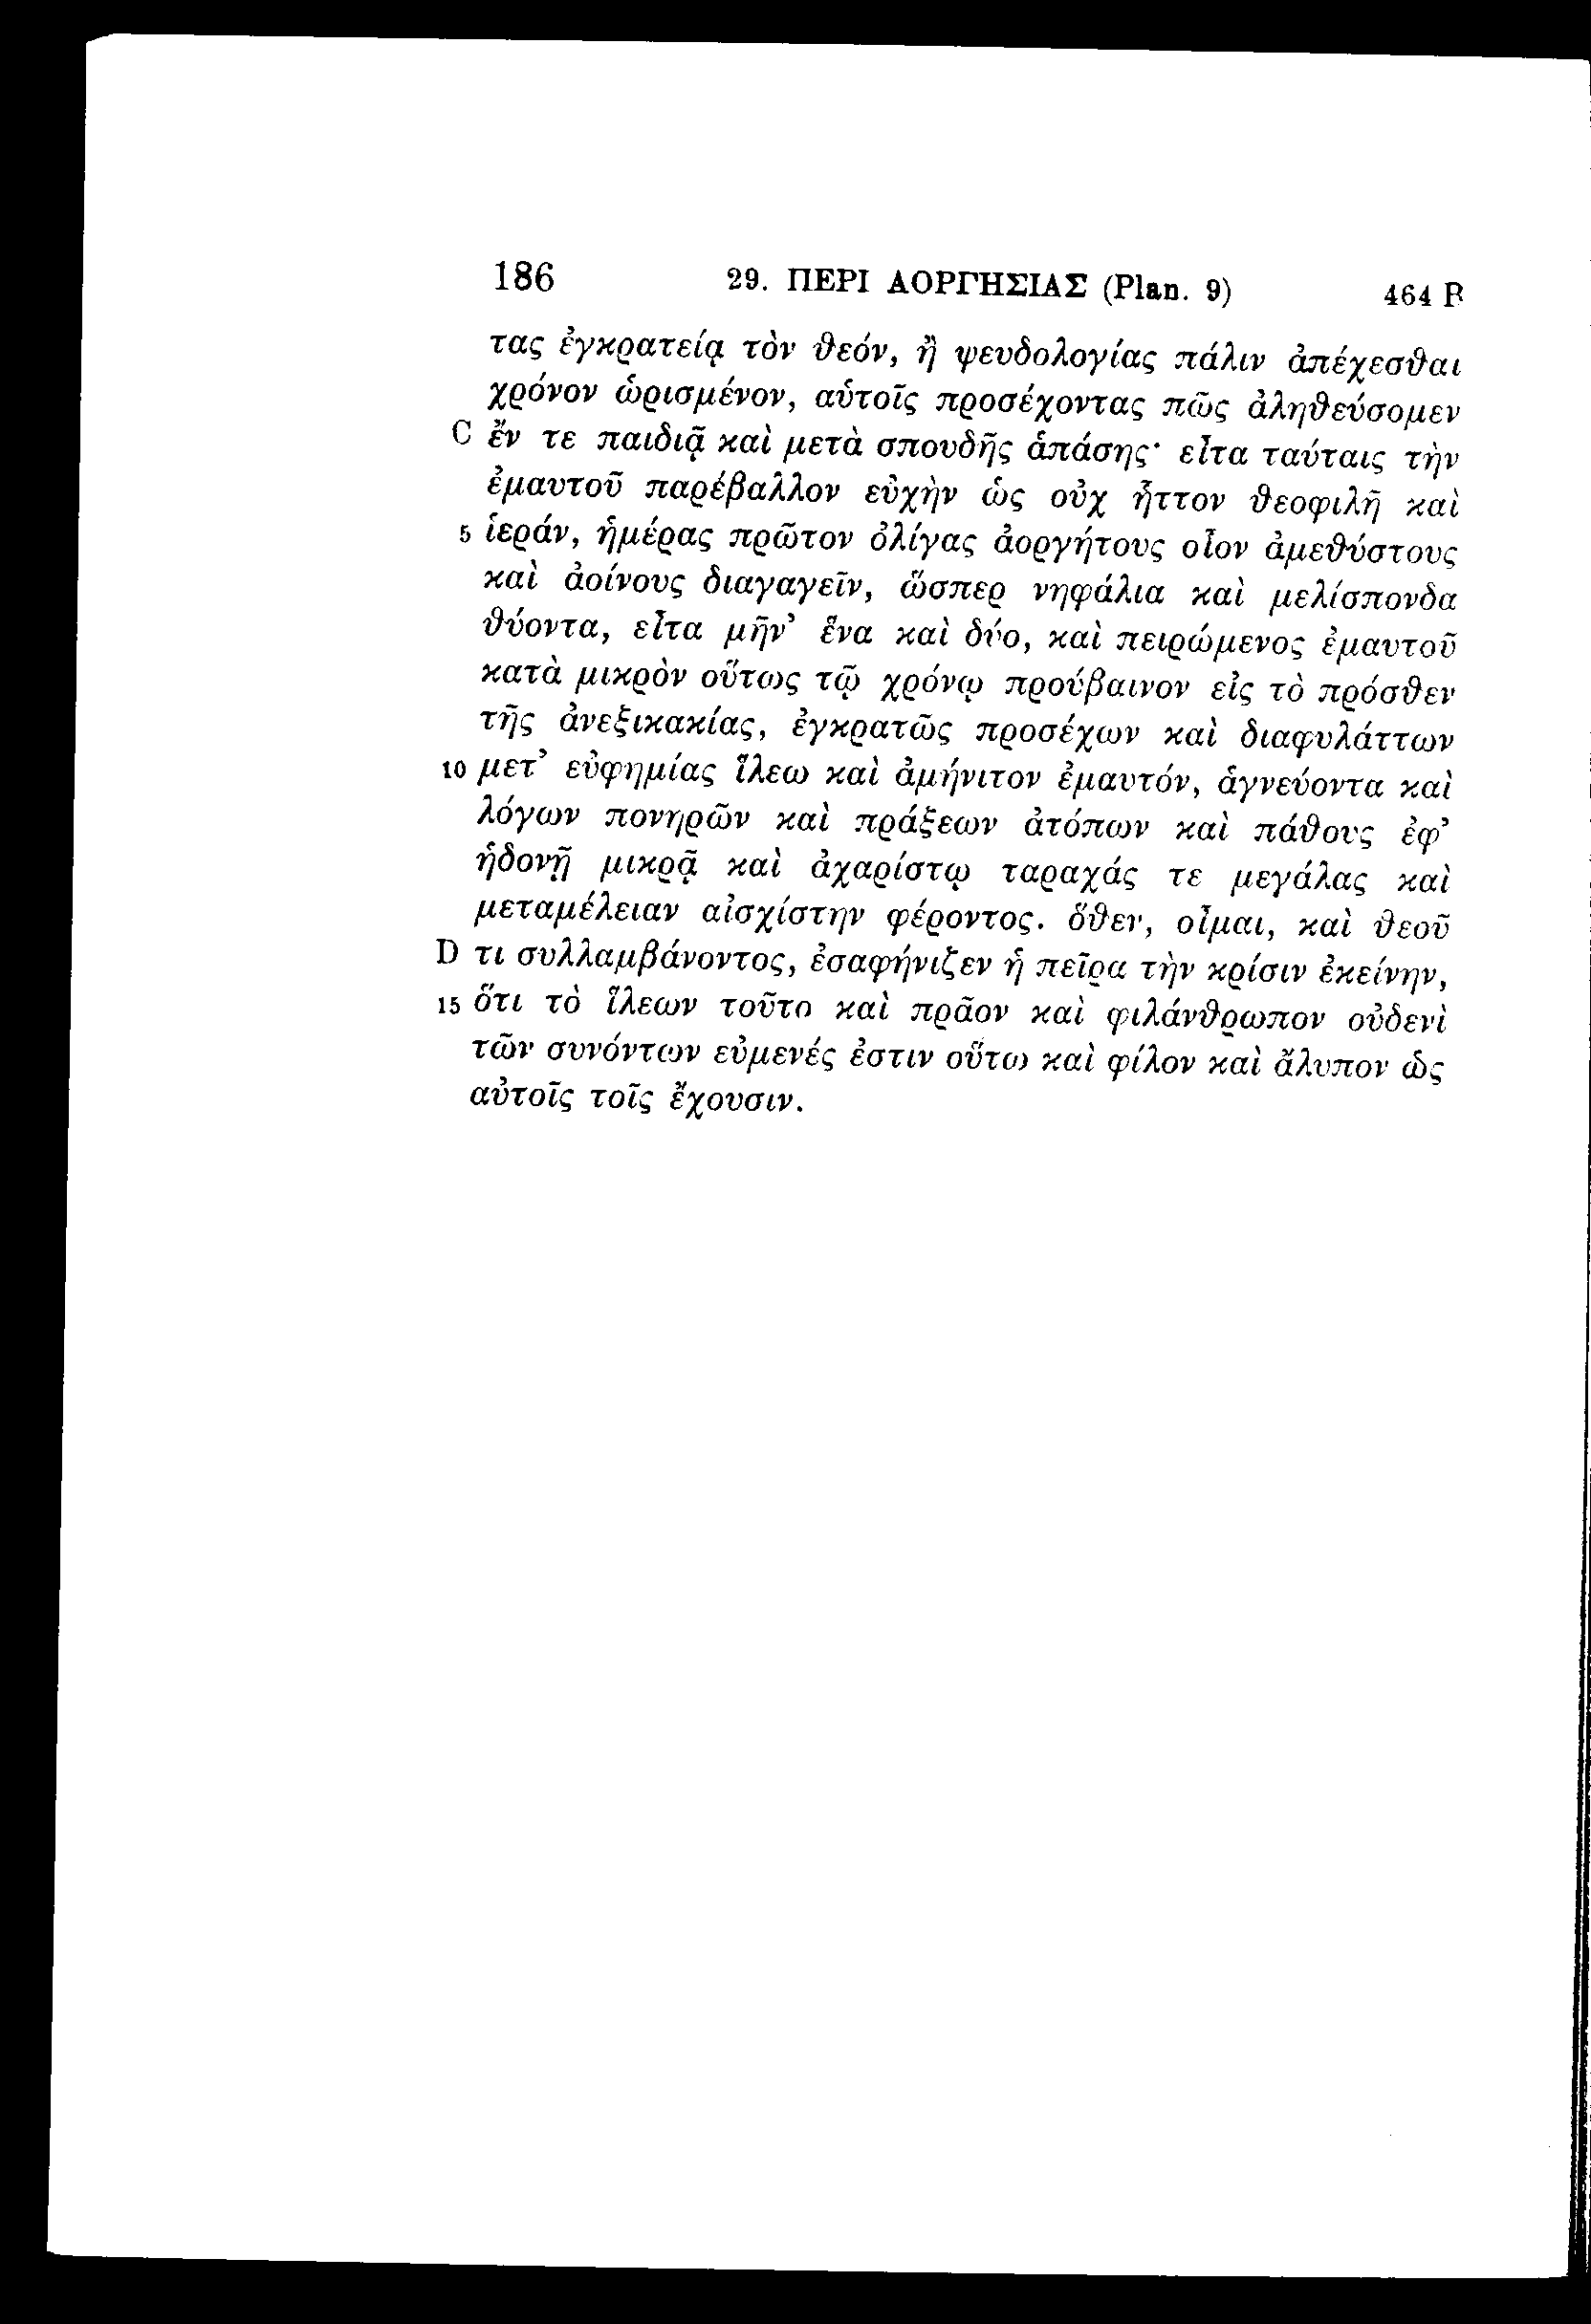 186 29. ΠΕΡΙ ΑΟΡΓΗΣΙΑΣ (Plan. 9) 464 B
τας ἐγκρατείᾳ τὸν θεόν, ἢ ψευδολογίας πάλιν ἀπέχεσθαι
χρόνον ὡρισμένον, αὑτοῖς προσέχοντας πῶς ἀληθεύσομεν
C ἔν τε παιδιᾷ καὶ μετὰ σπουδῆς ἁπάσης· εἶτα ταύταις τὴν
ἐμαυτοῦ παρέβαλλον εὐχὴν ὡς οὐχ ἧττον θεοφιλῆ καὶ
5 ἱεράν, ἡμέρας πρῶτον ὀλίγας ἀοργήτους οἷον ἀμεθύστους
καὶ ἀοίνους διαγαγεῖν, ὥσπερ νηφάλια καὶ μελίσπονδα
θύοντα, εἶτα μῆν’ ἕνα καὶ δύο, καὶ πειρώμενος ἐμαυτοῦ
κατὰ μικρὸν οὕτως τῷ χρόνῳ προύβαινον εἰς τὸ πρόσθεν
τῆς ἀνεξικακίας, ἐγκρατῶς προσέχων καὶ διαφυλάττων
10 μετ’ εὐφημίας ἵλεω καὶ ἀμήνιτον ἐμαυτόν, ἁγνεύοντα καὶ
λόγων πονηρῶν καὶ πράξεων ἀτόπων καὶ πάθους ἐφ’
ἡδονῇ μικρᾷ καὶ ἀχαρίστῳ ταραχάς τε μεγάλας καὶ
μεταμέλειαν αἰσχίστην φέροντος. ὅθεν, οἶμαι, καὶ θεοῦ
D τι συλλαμβάνοντος, ἐσαφήνιζεν ἡ πεῖρα τὴν κρίσιν ἐκείνην,
15 ὅτι τὸ ἵλεων τοῦτο καὶ πρᾶον καὶ φιλάνθρωπον οὐδενὶ
τῶν συνόντων εὐμενές ἐστιν οὕτω καὶ φίλον καὶ ἄλυπον ὡς
αὐτοῖς τοῖς ἔχουσιν.